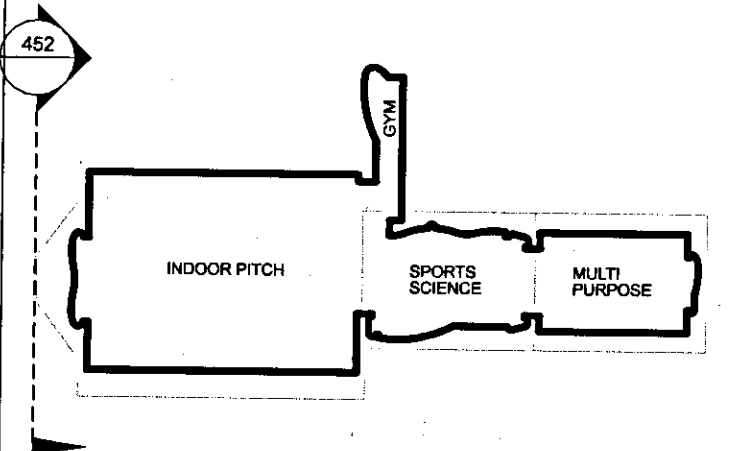 452
GYM
INDOOR PITCH
SPORTS
SCIENCE
MULTI
PURPOSE